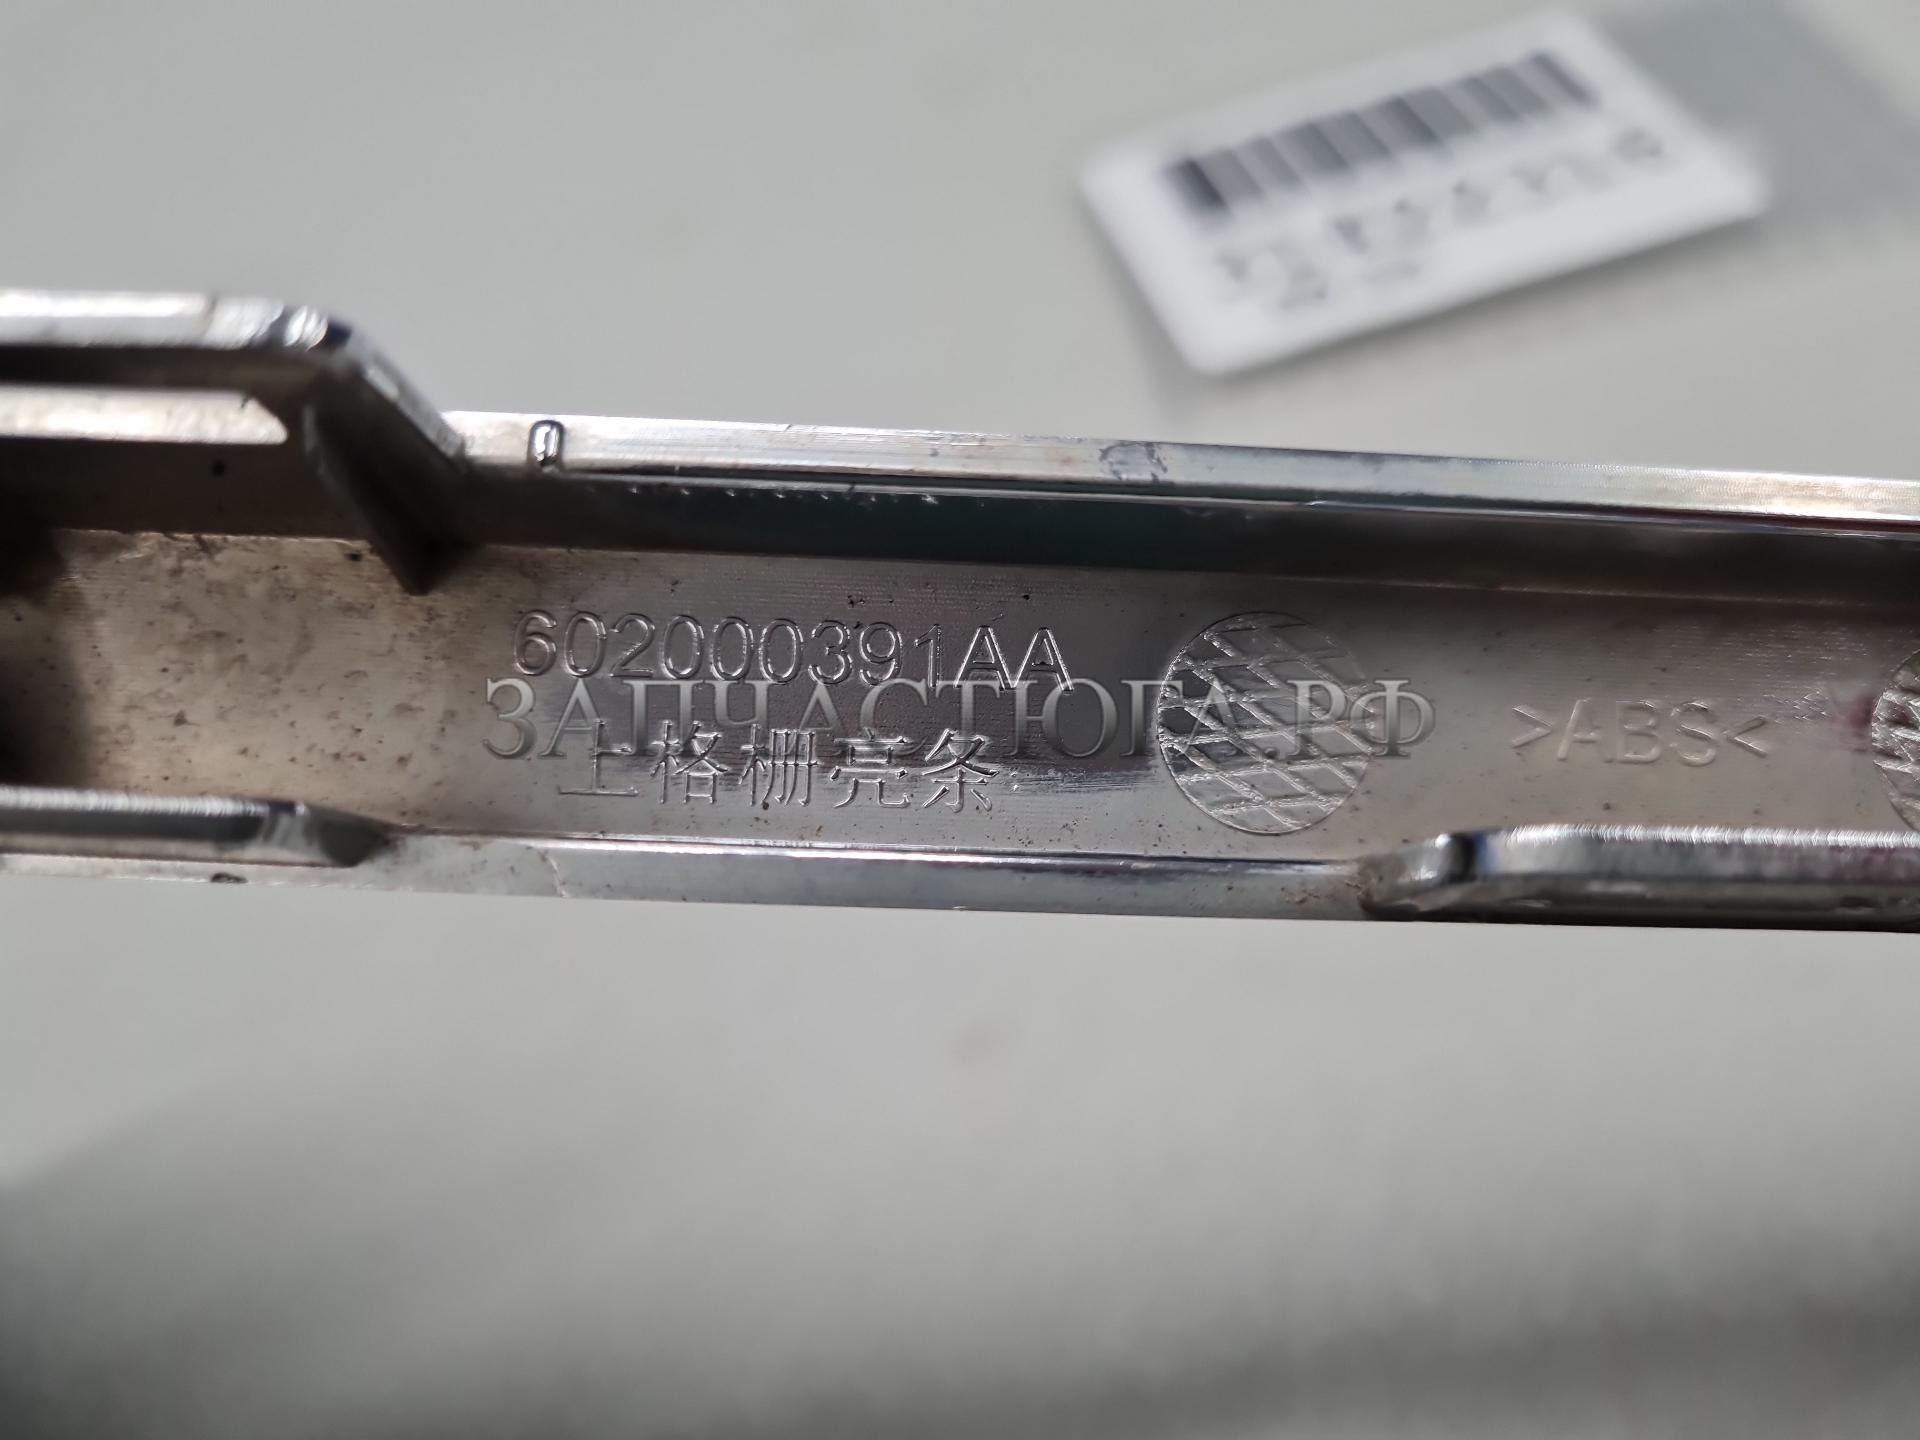 602000391AA
ЗАПЧАСТЮГА.РФ
上格栅亮条
>ABS<